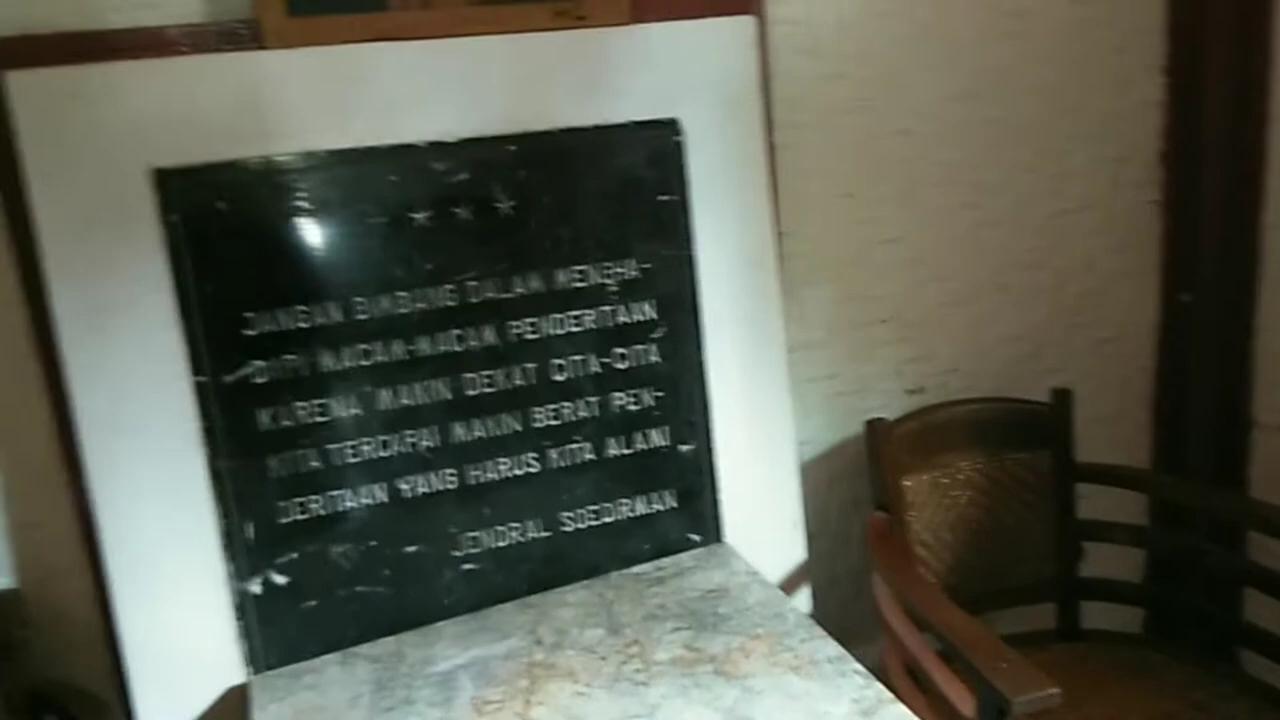 * * *
JANGAN BIMBANG DALAM MENGHA-
DAPI MACAM-MACAM PENDERITAAN
KARENA MAKIN DEKAT CITA-CITA
KITA TERCAPAI MAKIN BERAT PEN-
DERITAAN YANG HARUS KITA ALAMI
JENDRAL SOEDIRMAN